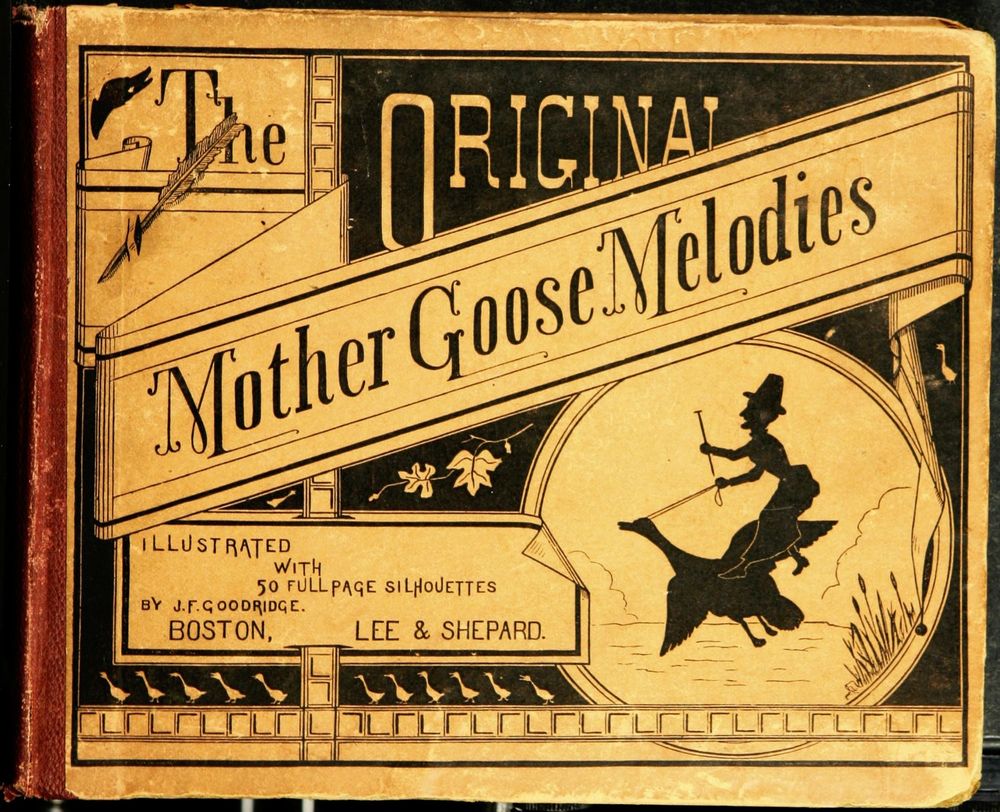 The
ORIGINAL
Mother Goose Melodies
ILLUSTRATED
WITH
50 FULL PAGE SILHOUETTES
BY J.F. GOODRIDGE.
BOSTON, LEE & SHEPARD.